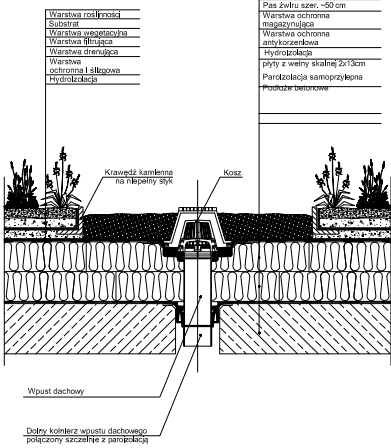 Warstwa roślinności
Substrat
Warstwa wegetacyjna
Warstwa filtrująca
Warstwa drenująca
Warstwa
ochronna i ślizgowa
Hydroizolacja
Pas żwiru szer. ~50 cm
Warstwa ochronna
magazynująca
Warstwa ochronna
antykorzeniowa
Hydroizolacja
płyty z wełny skalnej 2x13cm
Paroizolacja samoprzylepna
Podłoże betonowe
Krawędź kamienna
na niepełny styk
Kosz
Wpust dachowy
Dolny kołnierz wpustu dachowego
połączony szczelnie z paroizolacją